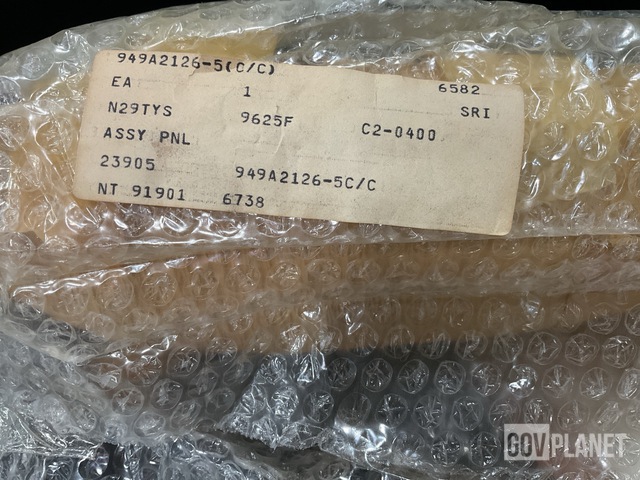 949A2126-5(C/C)
EA 1 6582
N29TYS 9625F C2-0400 SRI
ASSY PNL
23905 949A2126-5C/C
NT 91901 6738
GOVPLANET